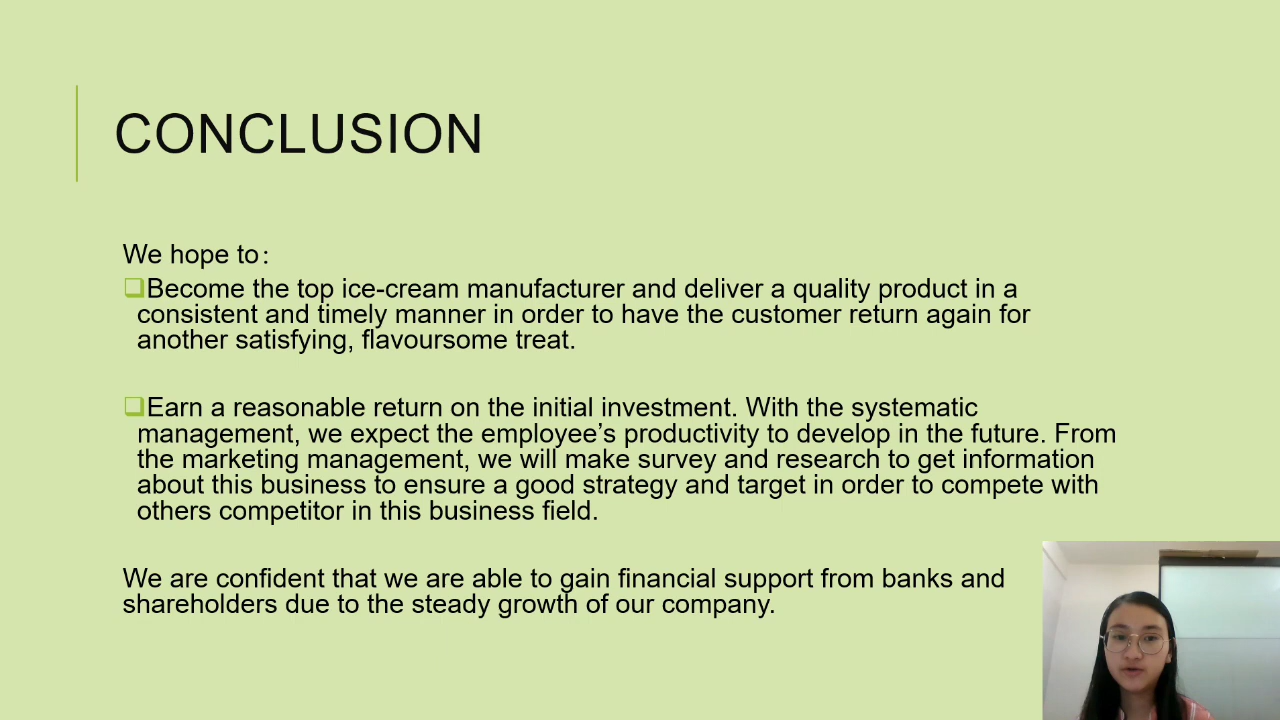 CONCLUSION
We hope to：
❑Become the top ice-cream manufacturer and deliver a quality product in a
consistent and timely manner in order to have the customer return again for
another satisfying, flavoursome treat.
❑Earn a reasonable return on the initial investment. With the systematic
management, we expect the employee’s productivity to develop in the future. From
the marketing management, we will make survey and research to get information
about this business to ensure a good strategy and target in order to compete with
others competitor in this business field.
We are confident that we are able to gain financial support from banks and
shareholders due to the steady growth of our company.